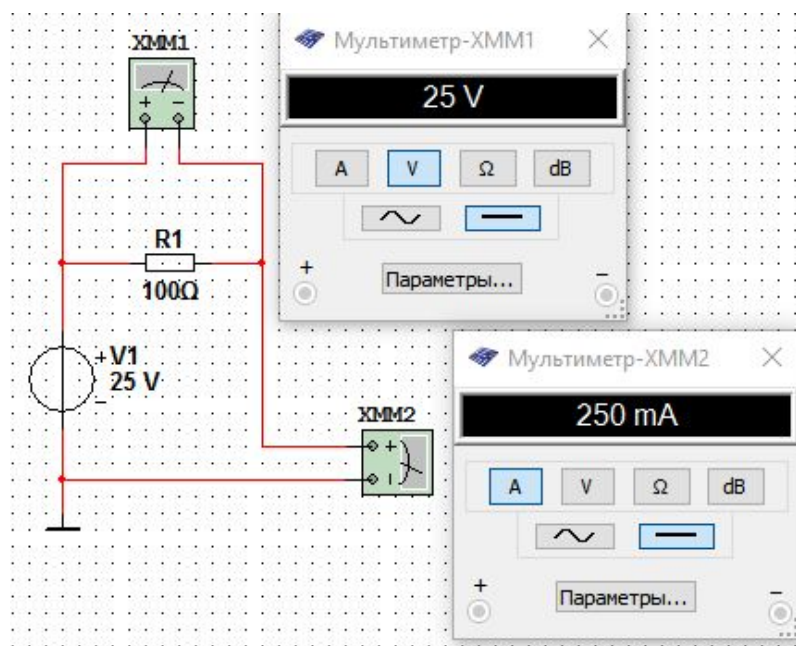 XMM1
R1
100Ω
+
V1
25 V
−
XMM2
Мультиметр-XMM1
25 V
A V Ω dB
+ Параметры... −
Мультиметр-XMM2
250 mA
A V Ω dB
+ Параметры... −